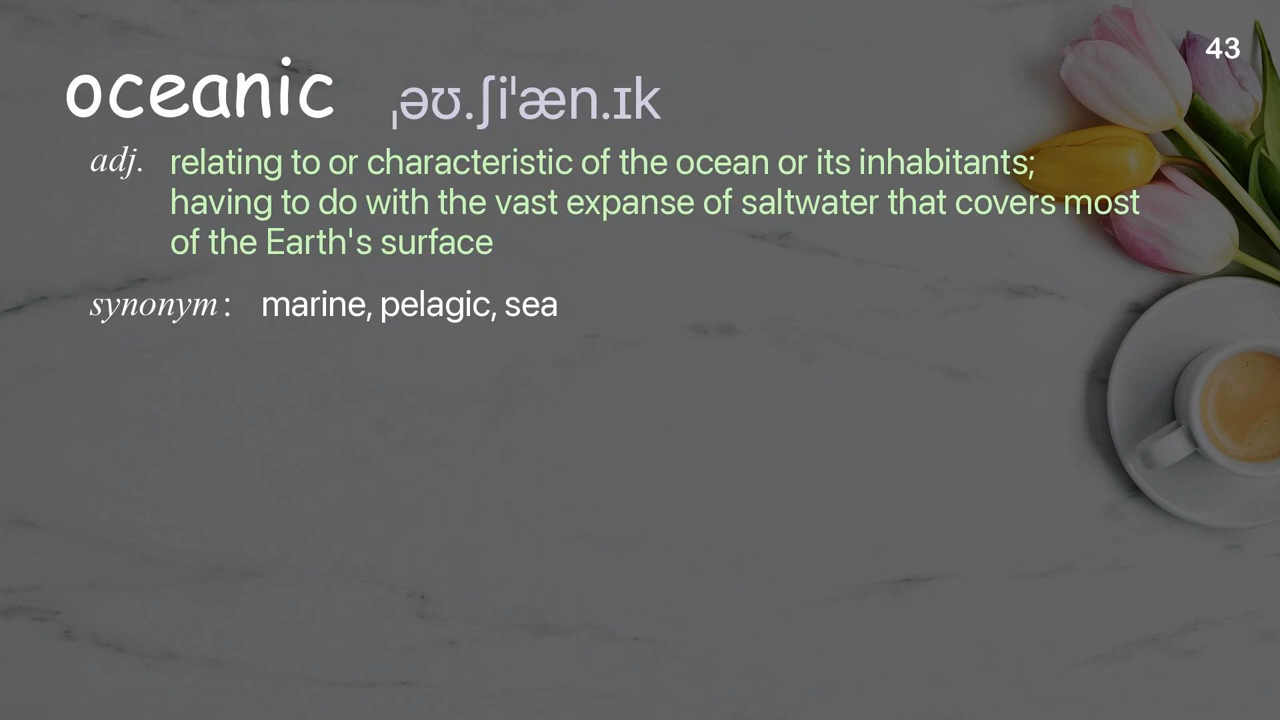 43
oceanic ˌəʊ.ʃiˈæn.ɪk
adj. relating to or characteristic of the ocean or its inhabitants;
having to do with the vast expanse of saltwater that covers most
of the Earth's surface
synonym: marine, pelagic, sea